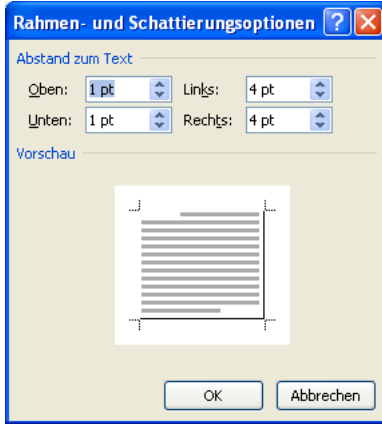 Rahmen- und Schattierungsoptionen
Abstand zum Text
Oben: 1 pt Links: 4 pt
Unten: 1 pt Rechts: 4 pt
Vorschau
OK Abbrechen